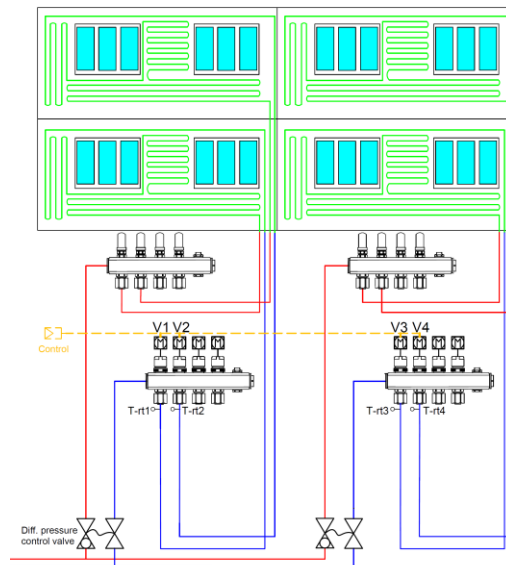 V1 V2
V3 V4
Control
T-rt1
T-rt2
T-rt3
T-rt4
Diff. pressure
control valve